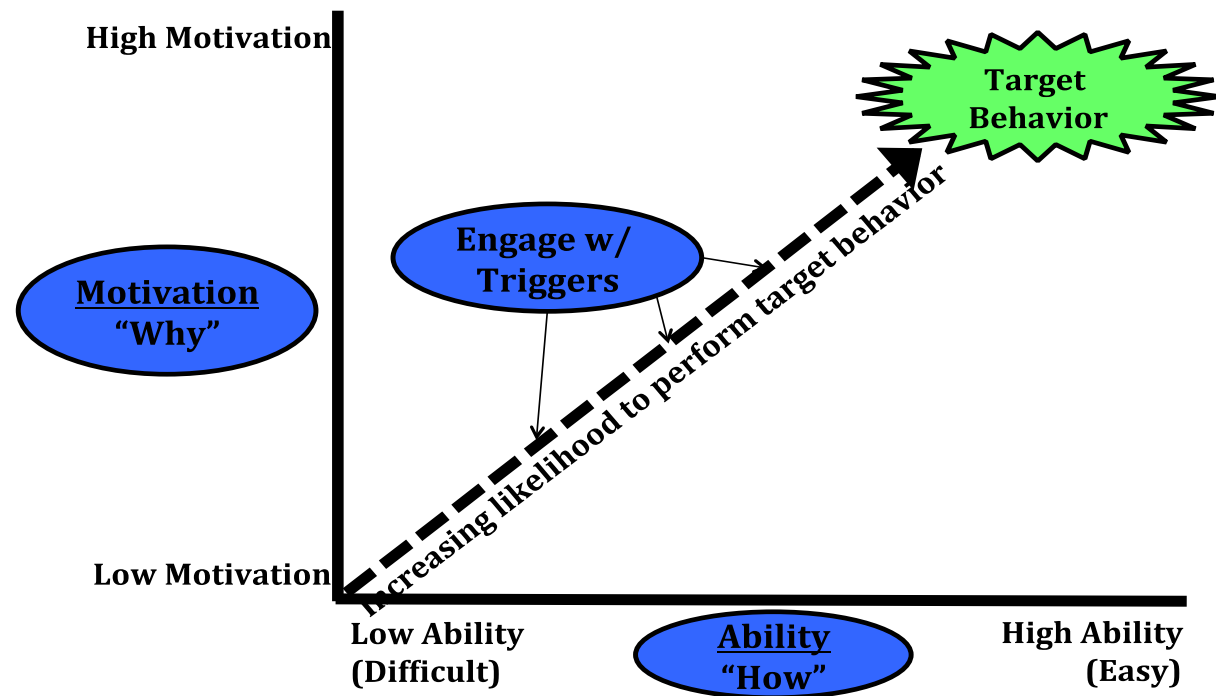 High Motivation
Target
Behavior
Engage w/
Triggers
Motivation
“Why”
Increasing likelihood to perform target behavior
Low Motivation
Low Ability
(Difficult)
Ability
“How”
High Ability
(Easy)